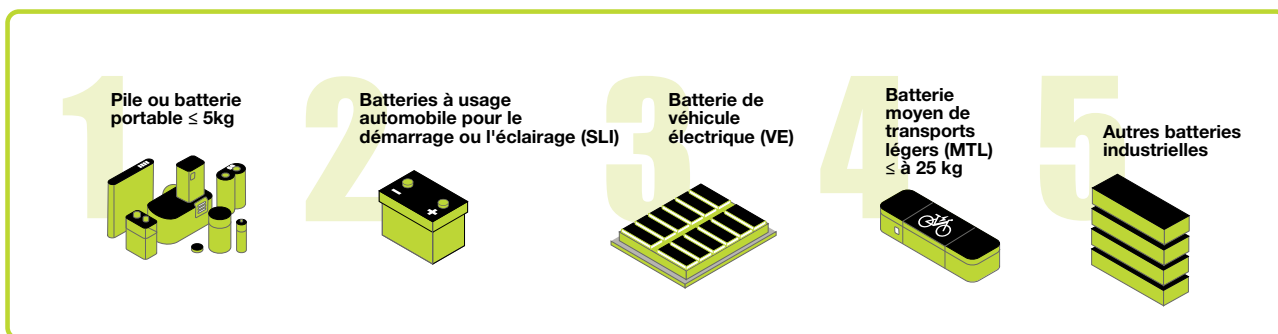 1
Pile ou batterie
portable ≤ 5kg
2
Batteries à usage
automobile pour le
démarrage ou l'éclairage (SLI)
3
Batterie de
véhicule
électrique (VE)
4
Batterie
moyen de
transports
légers (MTL)
≤ à 25 kg
5
Autres batteries
industrielles